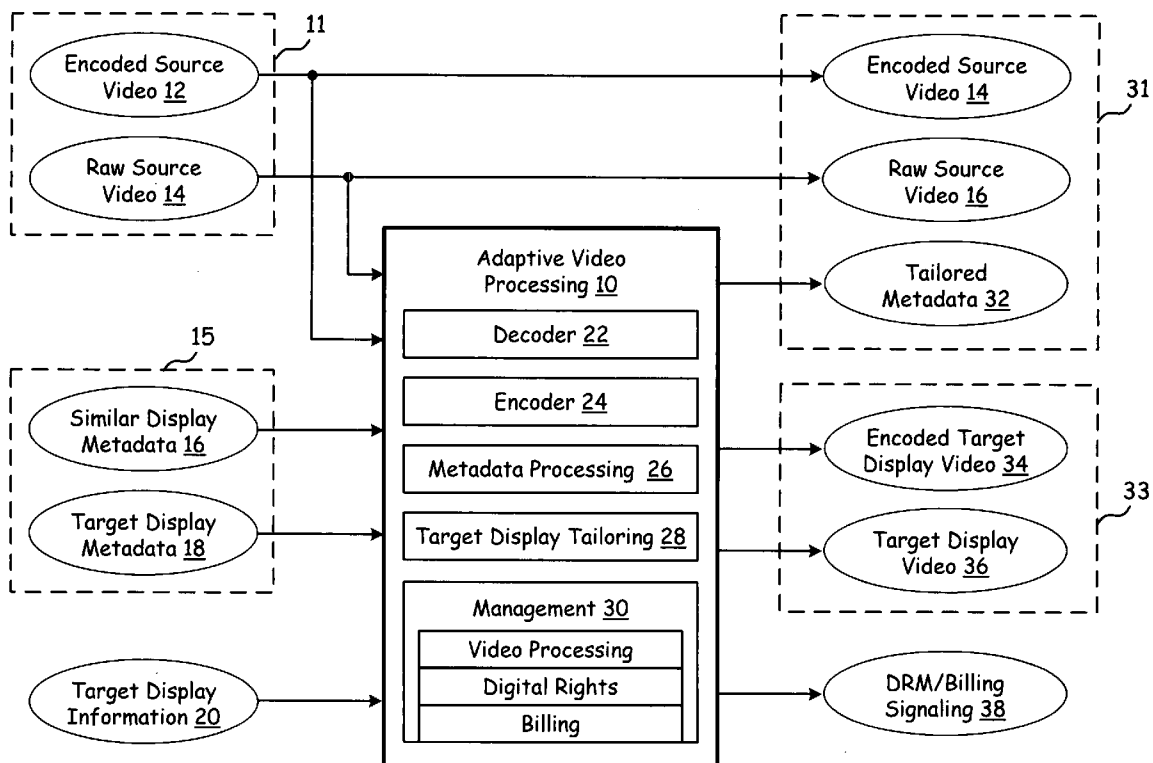 11
Encoded Source
Video 12
Raw Source
Video 14
15
Similar Display
Metadata 16
Target Display
Metadata 18
Target Display
Information 20
Adaptive Video
Processing 10
Decoder 22
Encoder 24
Metadata Processing 26
Target Display Tailoring 28
Management 30
Video Processing
Digital Rights
Billing
Encoded Source
Video 14
31
Raw Source
Video 16
Tailored
Metadata 32
Encoded Target
Display Video 34
33
Target Display
Video 36
DRM/Billing
Signaling 38